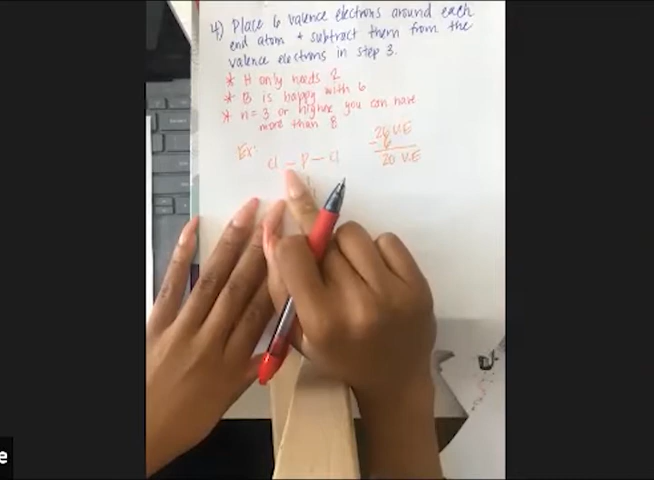 4) Place 6 valence electrons around each
end atom + subtract them from the
valence electrons in step 3.
* H only needs 2
* B is happy with 6
* n=3 or higher you can have
more than 8
26 V.E
- 6
20 V.E
Ex:
Cl – P – Cl
e